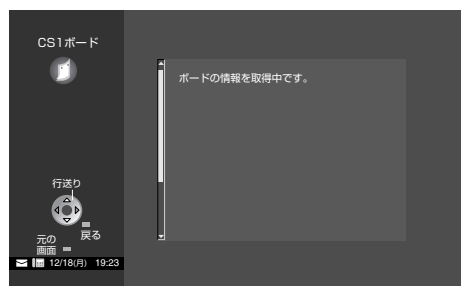 CS1ボード
ボードの情報を取得中です。
行送り
戻る
元の
画面
12/18(月) 19:23